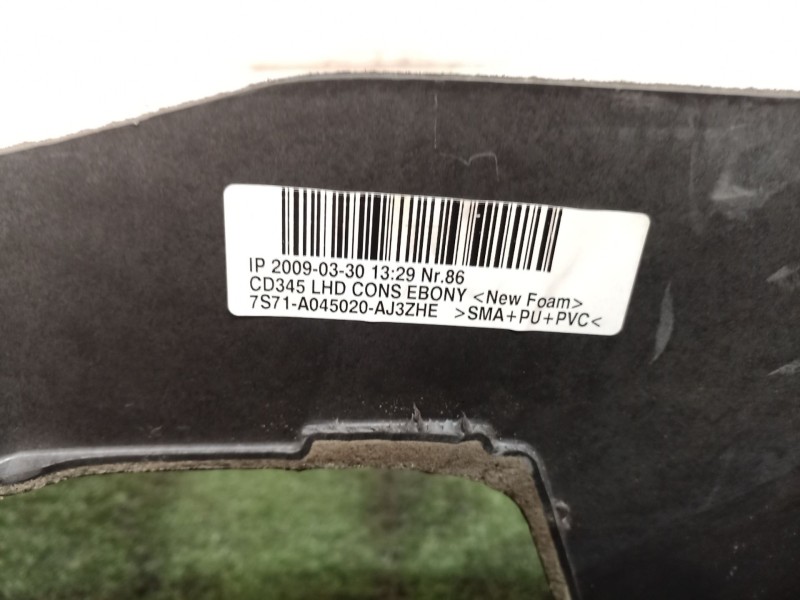 IP 2009-03-30 13:29 Nr.86
CD345 LHD CONS EBONY <New Foam>
7S71-A045020-AJ3ZHE >SMA+PU+PVC<